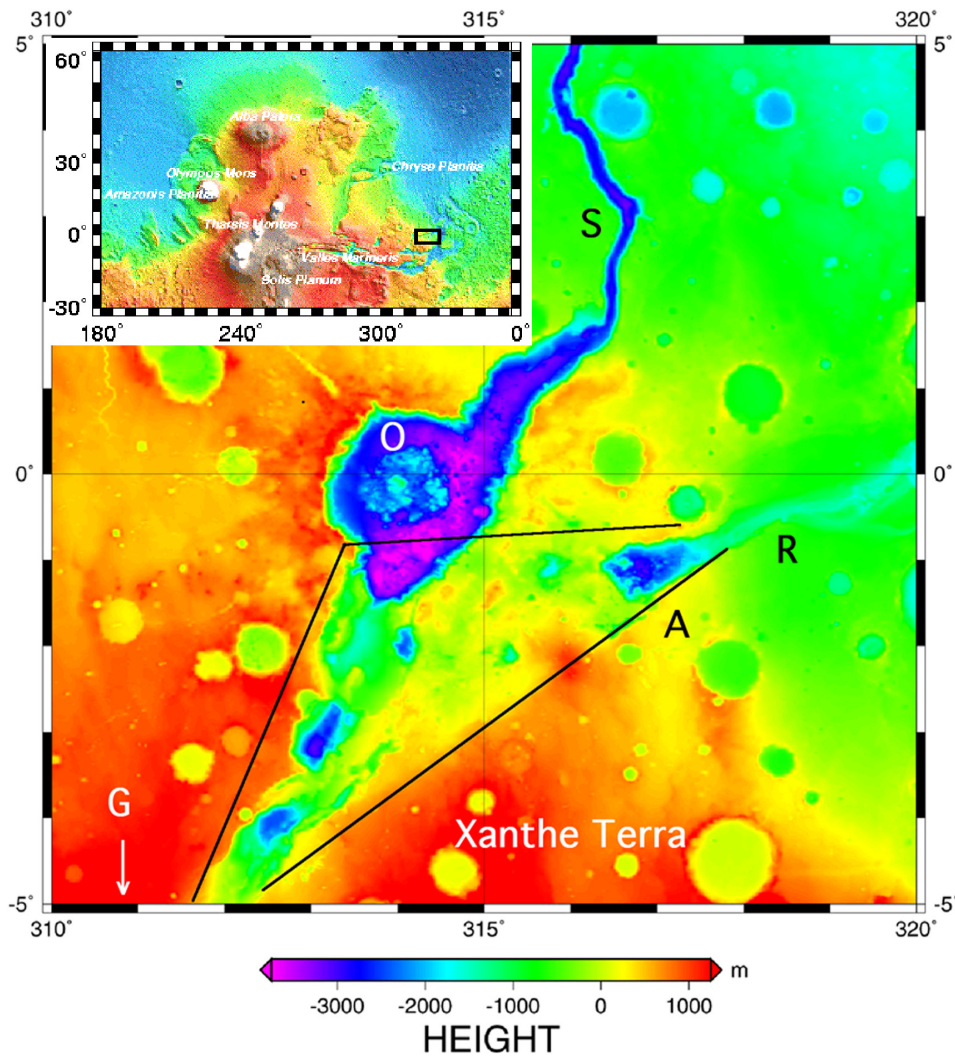 310° 315° 320°
5° 5°
60°
30°
0°
-30°
180° 240° 300° 0°
Alba Patera
Olympus Mons
Chryse Planitia
Amazonis Planitia
Tharsis Montes
Valles Marineris
Solis Planum
S
O
0° 0°
R
A
G
Xanthe Terra
-5° -5°
310° 315° 320°
m
-3000 -2000 -1000 0 1000
HEIGHT